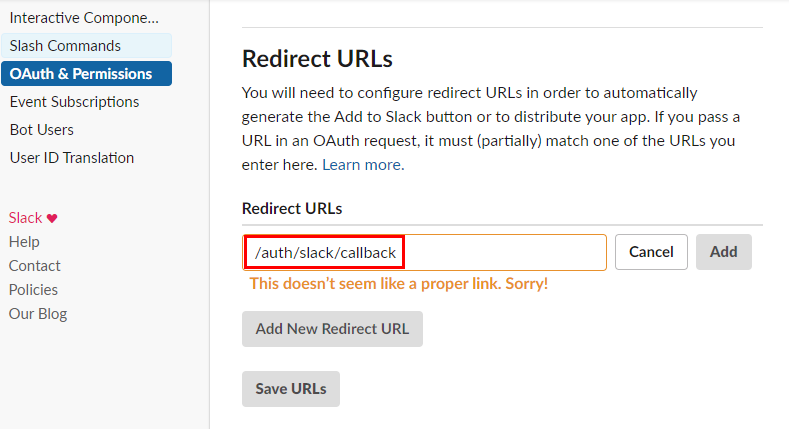 Interactive Compone...
Slash Commands
OAuth & Permissions
Event Subscriptions
Bot Users
User ID Translation
Slack ♥
Help
Contact
Policies
Our Blog
Redirect URLs
You will need to configure redirect URLs in order to automatically
generate the Add to Slack button or to distribute your app. If you pass a
URL in an OAuth request, it must (partially) match one of the URLs you
enter here. Learn more.
Redirect URLs
/auth/slack/callback
Cancel
Add
This doesn't seem like a proper link. Sorry!
Add New Redirect URL
Save URLs